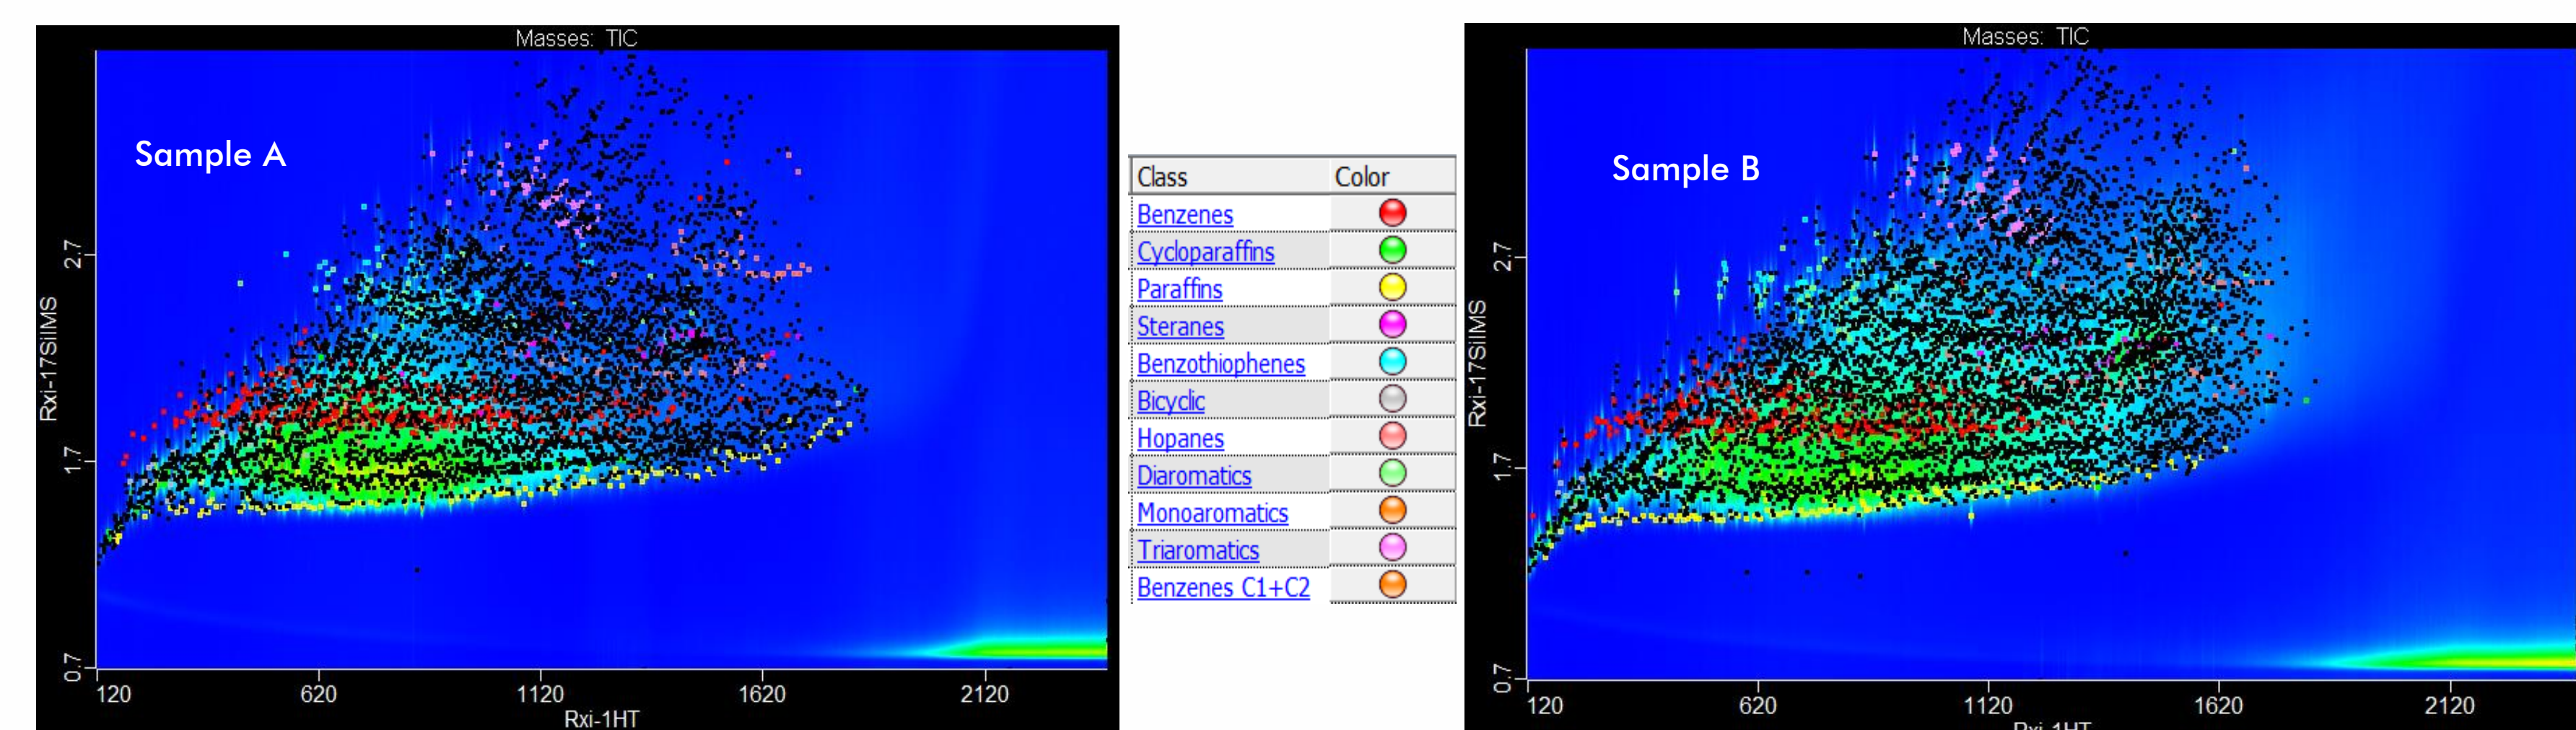 Masses: TIC
Sample A
2.7
1.7
0.7
Rxi-17SilMS
120 620 1120 1620 2120
Rxi-1HT
Class Color
Benzenes
Cycloparaffins
Paraffins
Steranes
Benzothiophenes
Bicyclic
Hopanes
Diaromatics
Monoaromatics
Triaromatics
Benzenes C1+C2
Masses: TIC
Sample B
2.7
1.7
0.7
Rxi-17SilMS
120 620 1120 1620 2120
Rxi-1HT